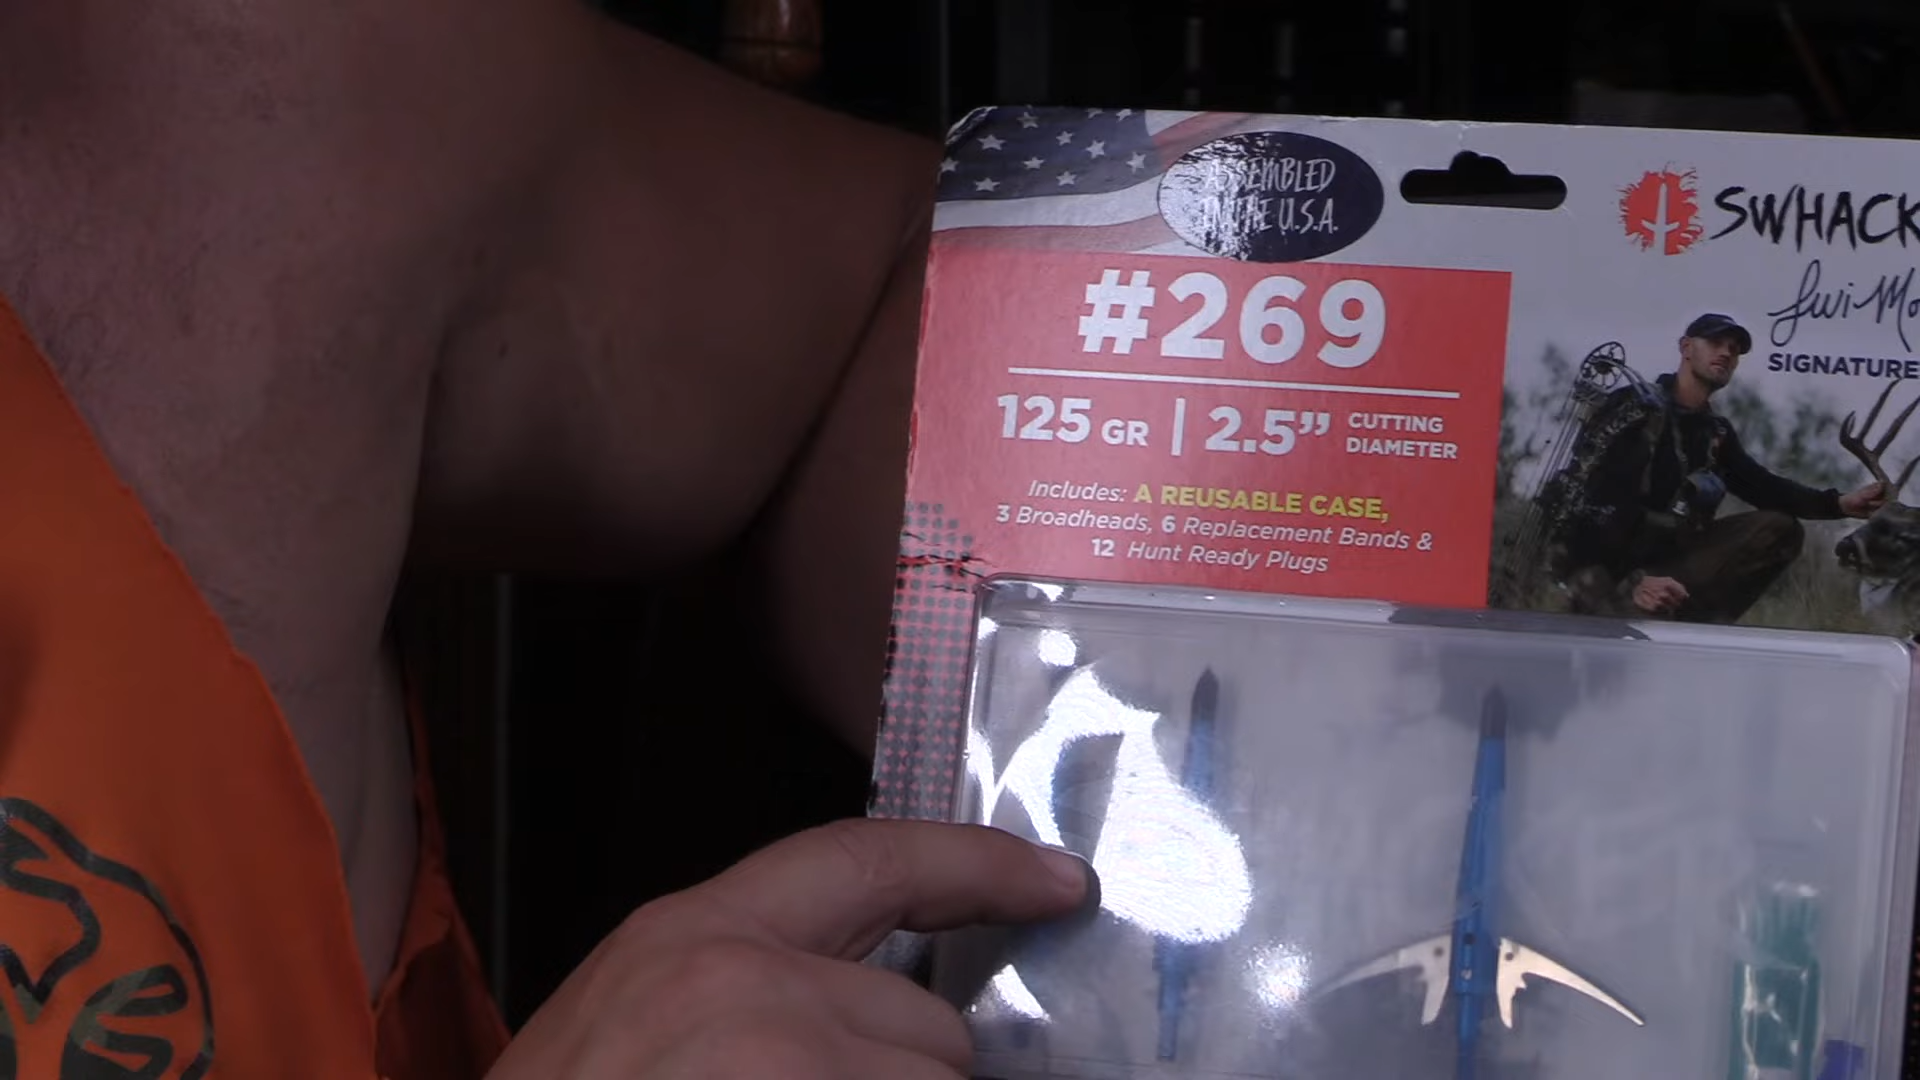 ASSEMBLED
IN THE U.S.A.
SWHACK
#269
SIGNATURE
125 GR | 2.5” CUTTING
DIAMETER
Includes: A REUSABLE CASE,
3 Broadheads, 6 Replacement Bands &
12 Hunt Ready Plugs